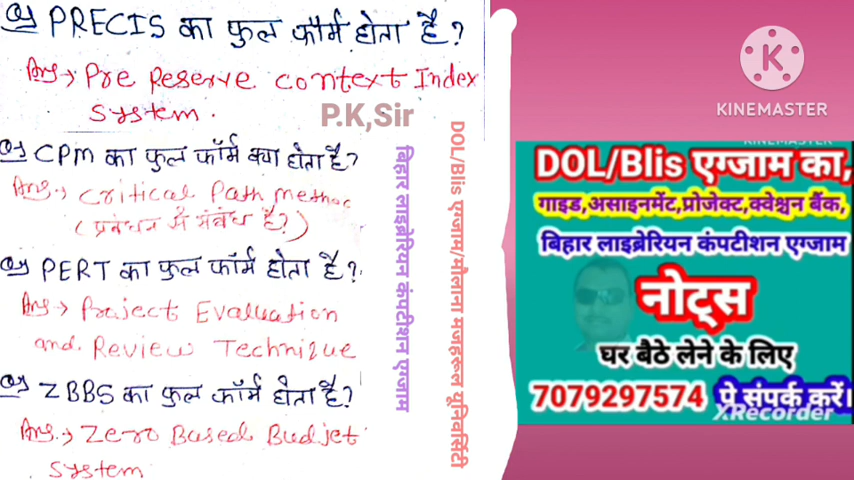 Q) PRECIS का फुल फॉर्म होता है?
Ans → Pre Reserve context Index
system.
P.K,Sir
Q) CPM का फुल फॉर्म क्या होता है?
Ans → Critical Path Method
(प्रबंधन से संबंध है?)
Q) PERT का फुल फॉर्म होता है?
Ans → Project Evaluation
and Review Technique
Q) ZBBS का फुल फॉर्म होता है?
Ans → Zero Based Budjet
system
बिहार लाइब्रेरियन कंपटीशन एग्जाम
DOL/Blis एग्जाम/मौलाना मजहरूल यूनिवर्सिटी
KINEMASTER
KINEMASTER
DOL/Blis एग्जाम का,
गाइड,असाइनमेंट,प्रोजेक्ट,क्वेश्चन बैंक,
बिहार लाइब्रेरियन कंपटीशन एग्जाम
नोट्स
घर बैठे लेने के लिए
7079297574 पे संपर्क करें।
XRecorder